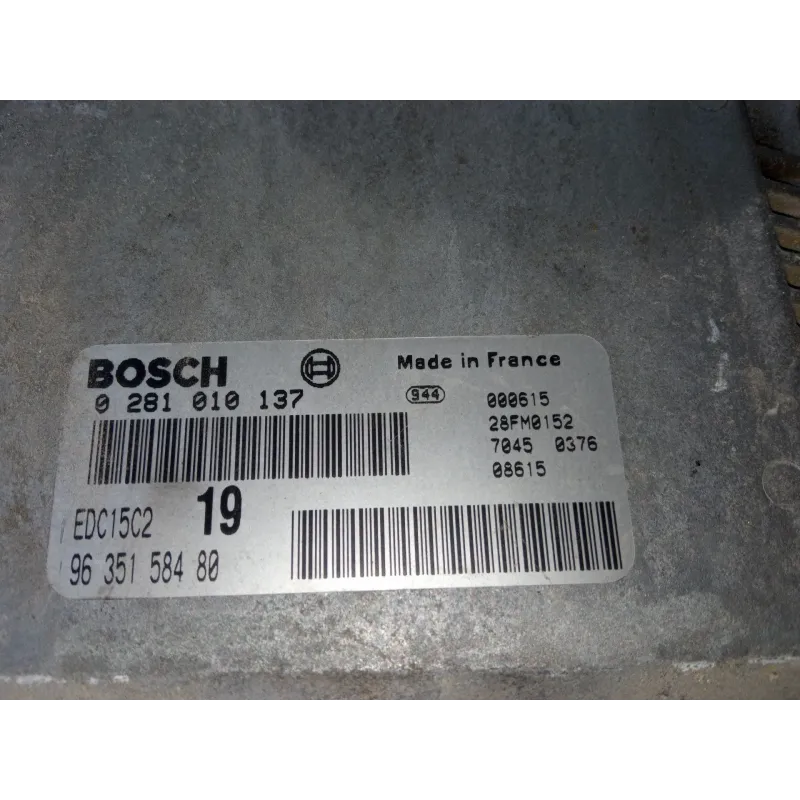 BOSCH
Made in France
0 281 010 137
944
000615
28FM0152
7045 0376
08615
EDC15C2 19
96 351 584 80